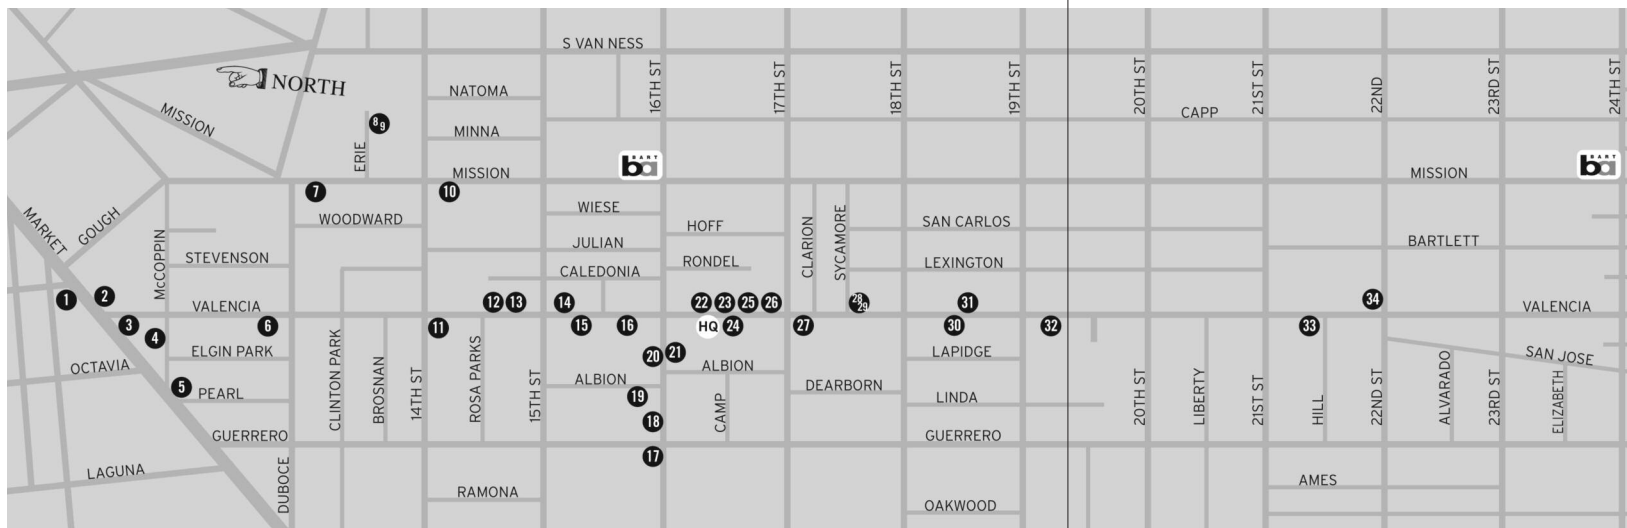 S VAN NESS
NORTH
NATOMA
MISSION
MINNA
ERIE
8
9
MISSION
16TH ST
17TH ST
18TH ST
19TH ST
20TH ST
21ST ST
22ND
23RD ST
24TH ST
CAPP
BART
ba
BART
ba
MISSION
7
10
WOODWARD
WIESE
HOFF
SAN CARLOS
MARKET
GOUGH
McCOPPIN
STEVENSON
JULIAN
RONDEL
CALEDONIA
CLARION
SYCAMORE
LEXINGTON
BARTLETT
1
2
VALENCIA
12
13
14
22
23
25
26
28
29
31
34
VALENCIA
3
4
6
11
15
16
HQ
24
27
30
32
33
ELGIN PARK
20
21
LAPIDGE
SAN JOSE
OCTAVIA
5
PEARL
CLINTON PARK
BROSNAN
14TH ST
ROSA PARKS
15TH ST
ALBION
19
ALBION
CAMP
DEARBORN
LINDA
20TH ST
LIBERTY
21ST ST
HILL
22ND ST
ALVARADO
23RD ST
ELIZABETH
18
GUERRERO
GUERRERO
17
LAGUNA
DUBOCE
RAMONA
OAKWOOD
AMES